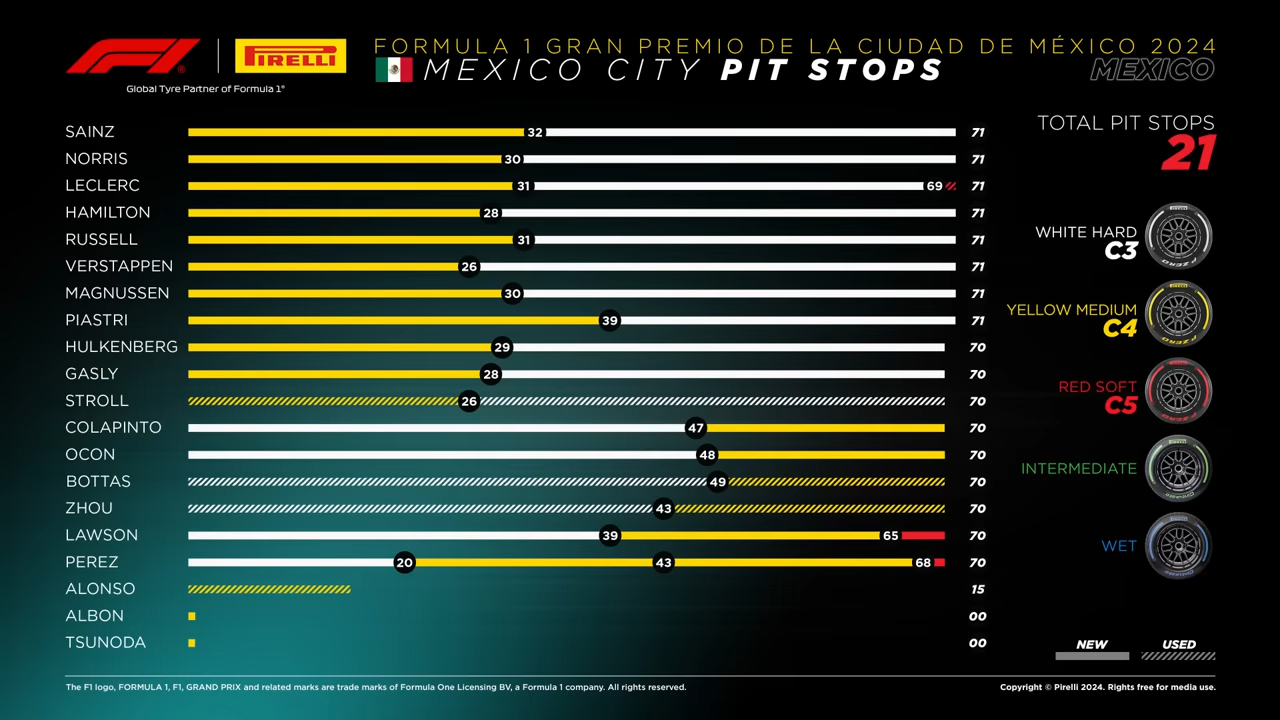 F1
PIRELLI
Global Tyre Partner of Formula 1®
FORMULA 1 GRAN PREMIO DE LA CIUDAD DE MÉXICO 2024
MEXICO CITY PIT STOPS
MEXICO
SAINZ 32 71
NORRIS 30 71
LECLERC 31 69 71
HAMILTON 28 71
RUSSELL 31 71
VERSTAPPEN 26 71
MAGNUSSEN 30 71
PIASTRI 39 71
HULKENBERG 29 70
GASLY 28 70
STROLL 26 70
COLAPINTO 47 70
OCON 48 70
BOTTAS 49 70
ZHOU 43 70
LAWSON 39 65 70
PEREZ 20 43 68 70
ALONSO 15
ALBON 00
TSUNODA 00
TOTAL PIT STOPS
21
WHITE HARD
C3
YELLOW MEDIUM
C4
RED SOFT
C5
INTERMEDIATE
WET
NEW USED
The F1 logo, FORMULA 1, F1, GRAND PRIX and related marks are trade marks of Formula One Licensing BV, a Formula 1 company. All rights reserved.
Copyright © Pirelli 2024. Rights free for media use.